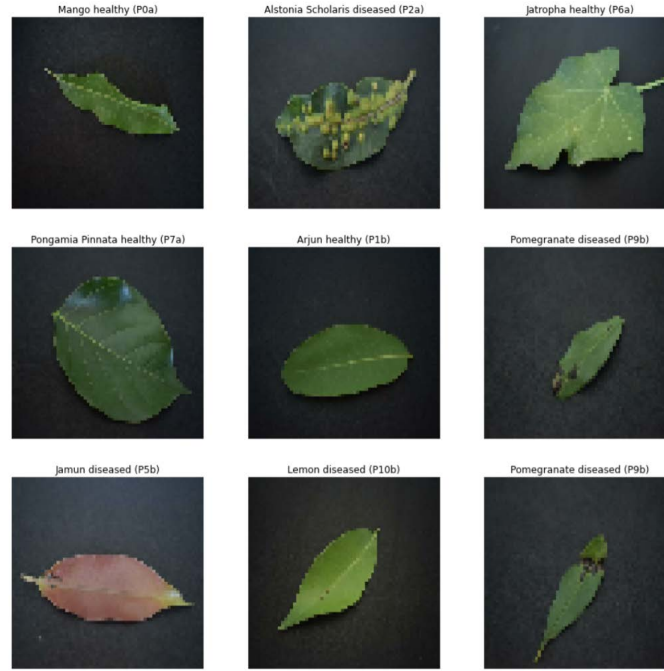 Mango healthy (P0a)
Alstonia Scholaris diseased (P2a)
Jatropha healthy (P6a)
Pongamia Pinnata healthy (P7a)
Arjun healthy (P1b)
Pomegranate diseased (P9b)
Jamun diseased (P5b)
Lemon diseased (P10b)
Pomegranate diseased (P9b)